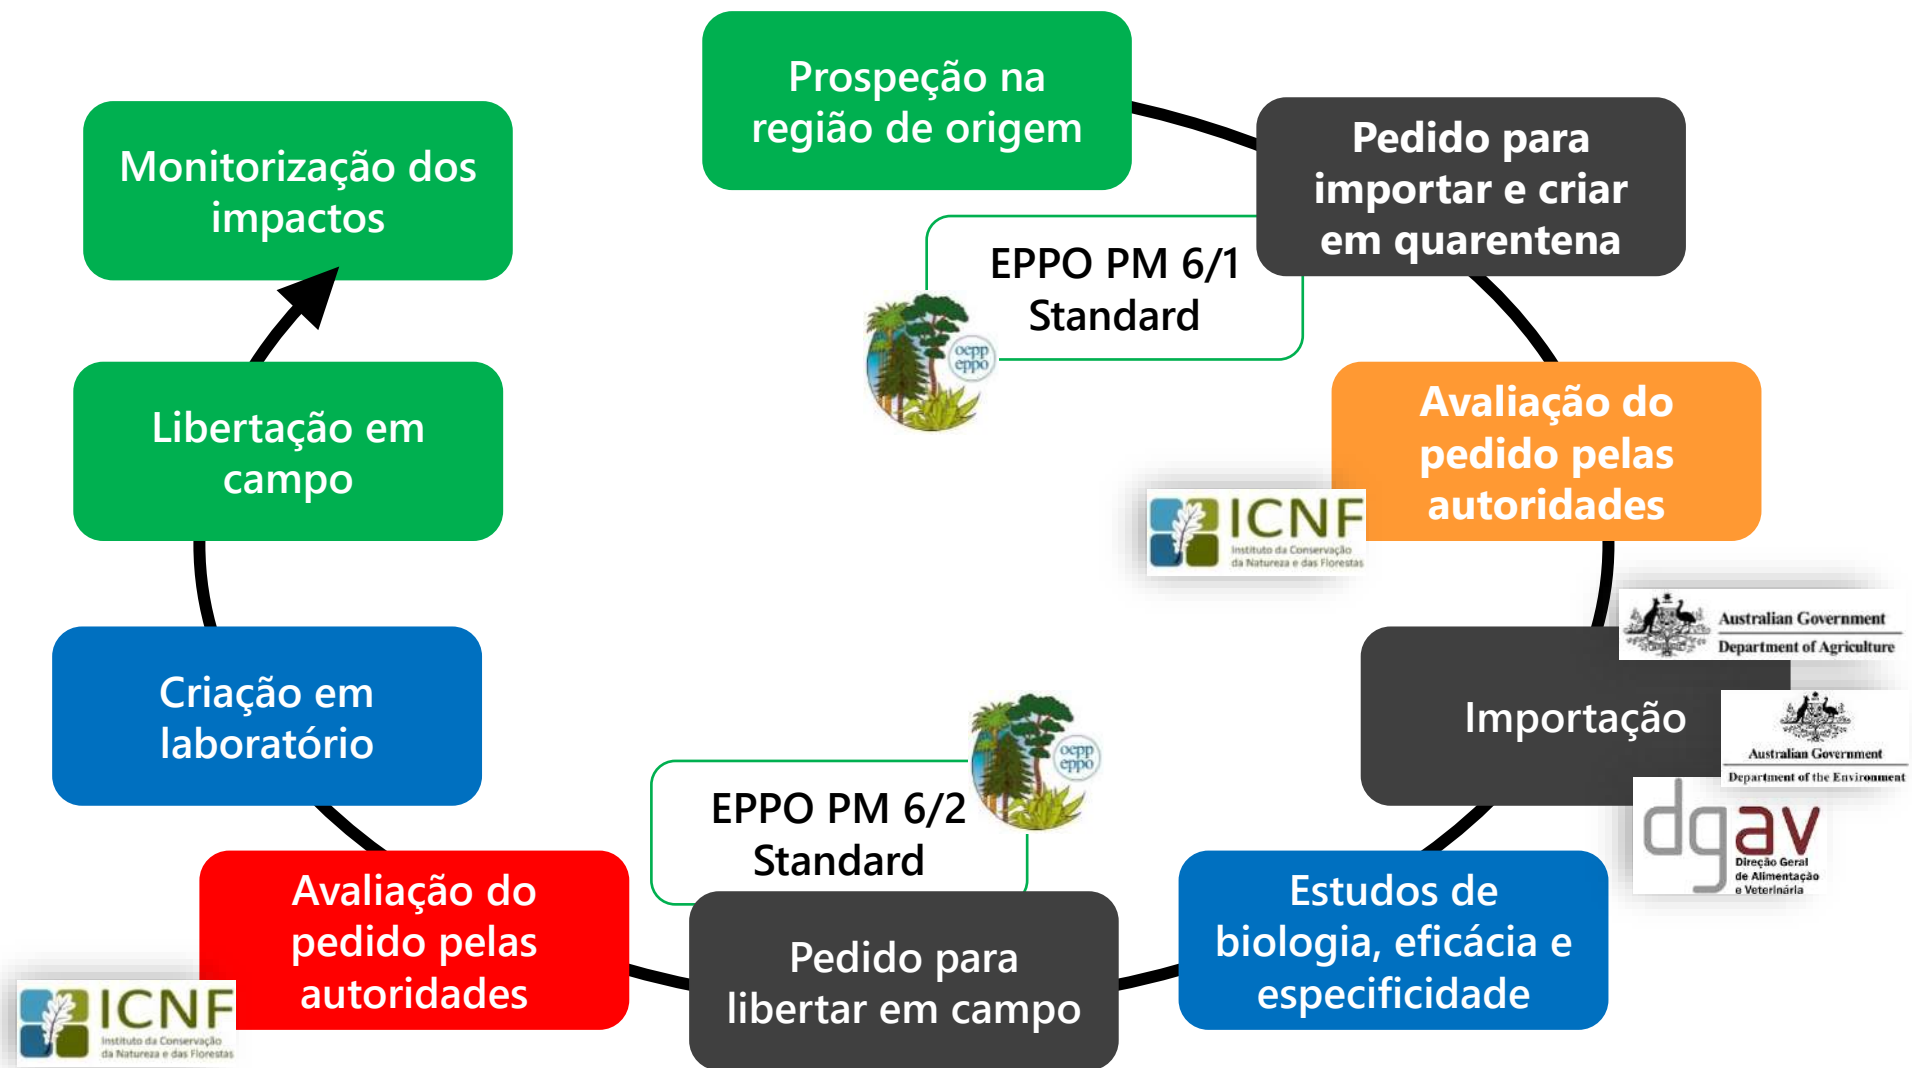 Prospeção na
região de origem
Pedido para
importar e criar
em quarentena
EPPO PM 6/1
Standard
oepp
eppo
Avaliação do
pedido pelas
autoridades
ICNF
Instituto da Conservação
da Natureza e das Florestas
Importação
Australian Government
Department of Agriculture
Australian Government
Department of the Environment
dgav
Direção Geral
de Alimentação
e Veterinária
Estudos de
biologia, eficácia e
especificidade
Pedido para
libertar em campo
EPPO PM 6/2
Standard
oepp
eppo
Avaliação do
pedido pelas
autoridades
ICNF
Instituto da Conservação
da Natureza e das Florestas
Criação em
laboratório
Libertação em
campo
Monitorização dos
impactos